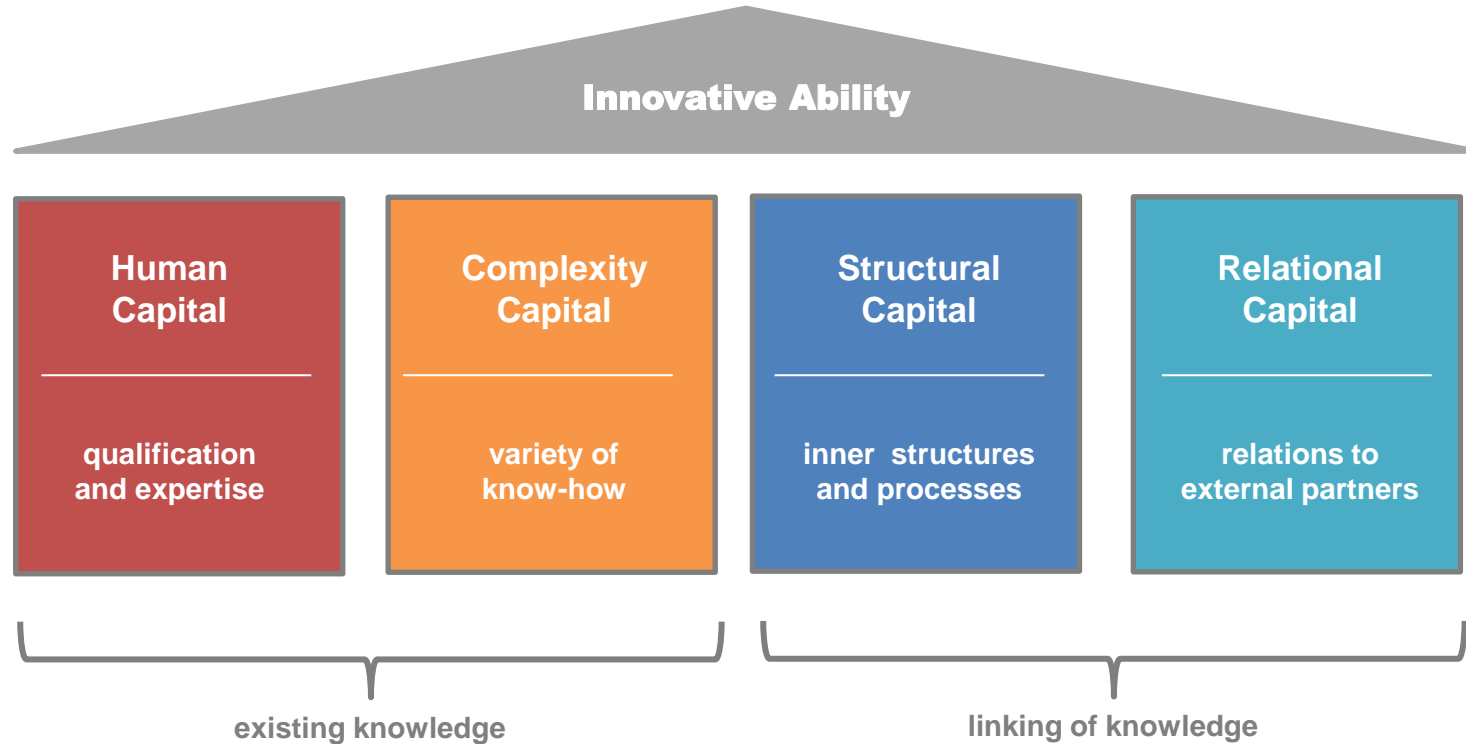 Innovative Ability
Human
Capital
qualification
and expertise
Complexity
Capital
variety of
know-how
Structural
Capital
inner  structures
and processes
Relational
Capital
relations to
external partners
existing knowledge
linking of knowledge